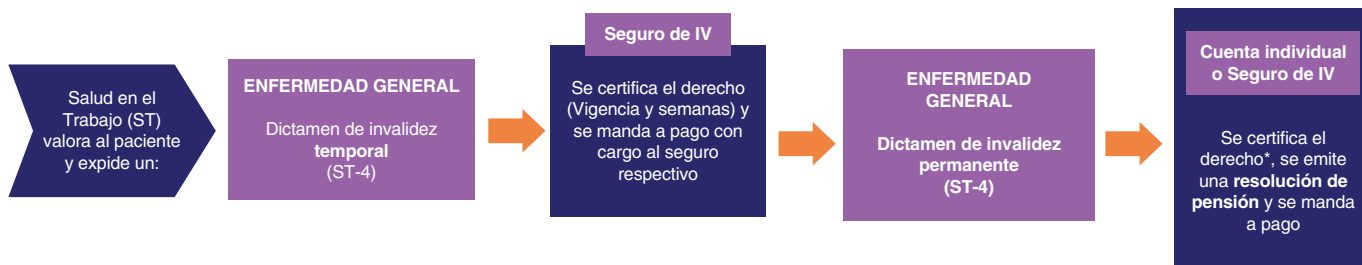 Salud en el
Trabajo (ST)
valora al paciente
y expide un:
ENFERMEDAD GENERAL
Dictamen de invalidez
temporal
(ST-4)
Seguro de IV
Se certifica el derecho
(Vigencia y semanas) y
se manda a pago con
cargo al seguro
respectivo
ENFERMEDAD
GENERAL
Dictamen de invalidez
permanente
(ST-4)
Cuenta individual
o Seguro de IV
Se certifica el
derecho*, se emite
una resolución de
pensión y se manda
a pago